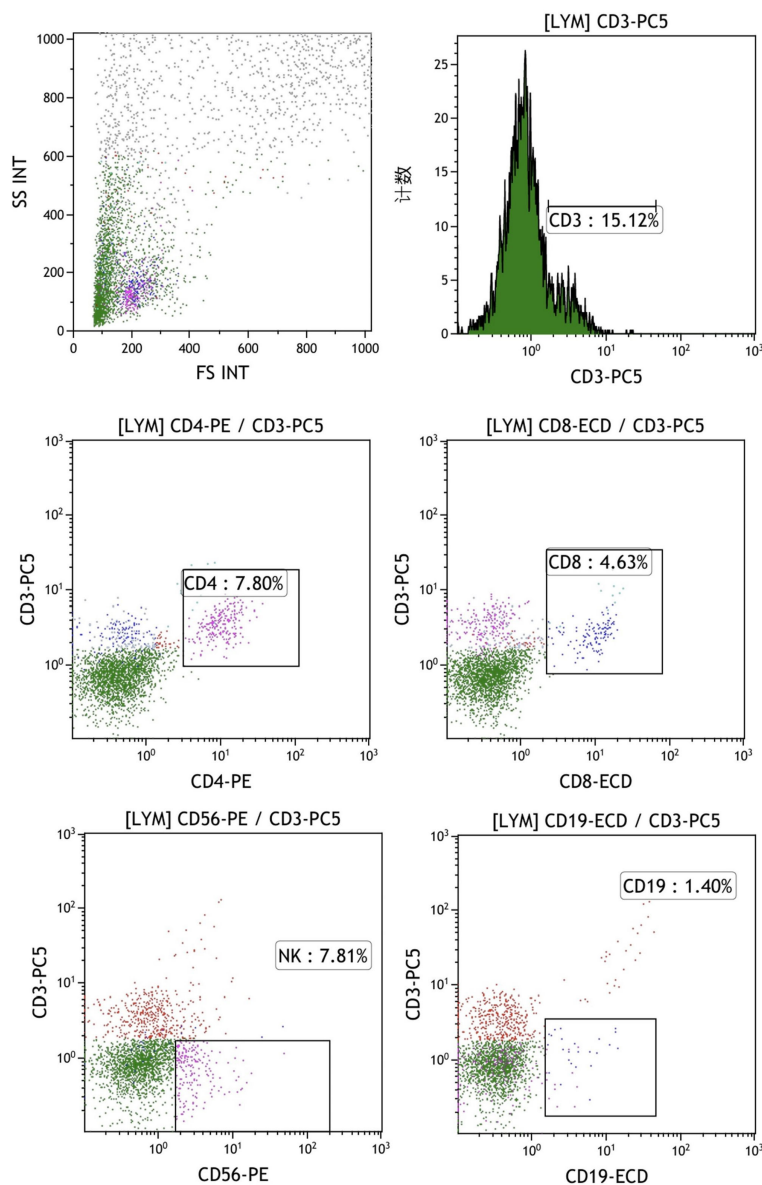 [LYM] CD3-PC5
1000
800
600
400
200
0
SS INT
0 200 400 600 800 1000
FS INT
25
20
15
10
5
0
计数
CD3 : 15.12%
10⁰ 10¹ 10² 10³
CD3-PC5
[LYM] CD4-PE / CD3-PC5
10³
10²
10¹
10⁰
CD3-PC5
CD4 : 7.80%
10⁰ 10¹ 10² 10³
CD4-PE
[LYM] CD8-ECD / CD3-PC5
10³
10²
10¹
10⁰
CD3-PC5
CD8 : 4.63%
10⁰ 10¹ 10² 10³
CD8-ECD
[LYM] CD56-PE / CD3-PC5
10³
10²
10¹
10⁰
CD3-PC5
NK : 7.81%
10⁰ 10¹ 10² 10³
CD56-PE
[LYM] CD19-ECD / CD3-PC5
10³
10²
10¹
10⁰
CD3-PC5
CD19 : 1.40%
10⁰ 10¹ 10² 10³
CD19-ECD